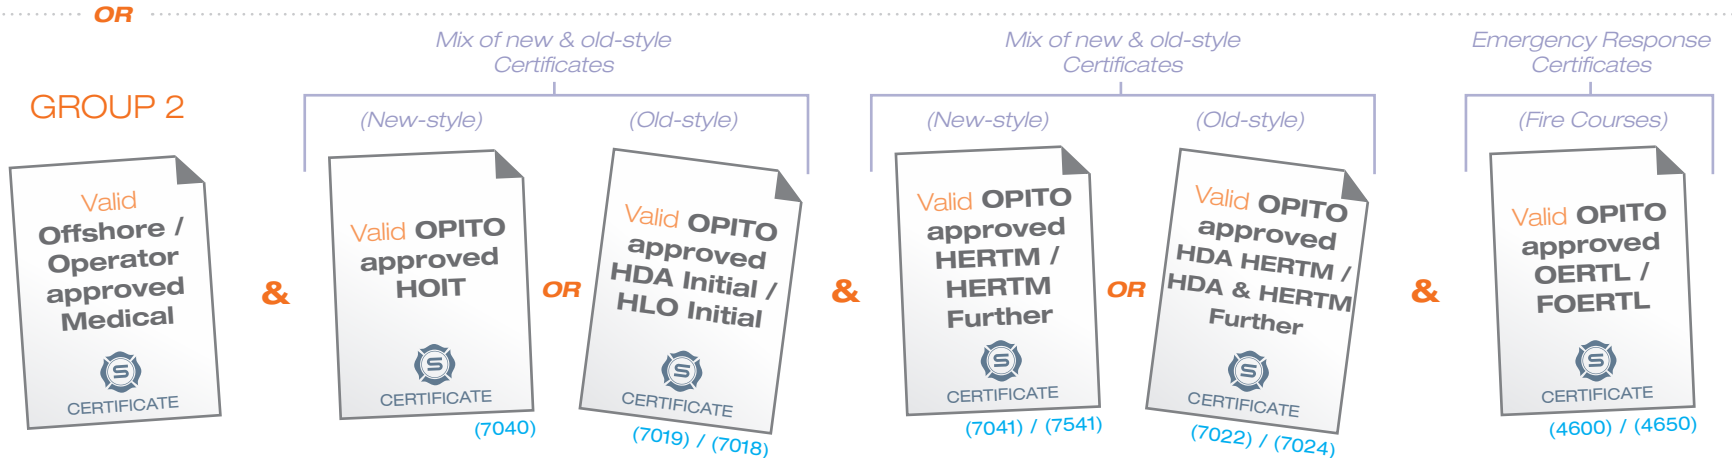 OR
GROUP 2
Valid
Offshore /
Operator
approved
Medical
S
CERTIFICATE
&
Mix of new & old-style
Certificates
(New-style)
Valid OPITO
approved
HOIT
S
CERTIFICATE
(7040)
OR
(Old-style)
Valid OPITO
approved
HDA Initial /
HLO Initial
S
CERTIFICATE
(7019) / (7018)
&
Mix of new & old-style
Certificates
(New-style)
Valid OPITO
approved
HERTM /
HERTM
Further
S
CERTIFICATE
(7041) / (7541)
OR
(Old-style)
Valid OPITO
approved
HDA HERTM /
HDA & HERTM
Further
S
CERTIFICATE
(7022) / (7024)
&
Emergency Response
Certificates
(Fire Courses)
Valid OPITO
approved
OERTL /
FOERTL
S
CERTIFICATE
(4600) / (4650)